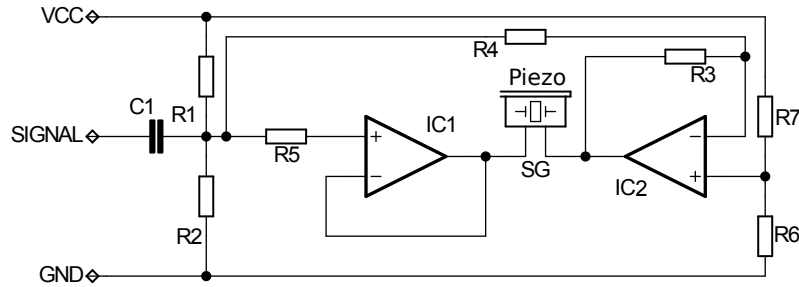 VCC
R4
R3
Piezo
C1
R1
IC1
R7
SIGNAL
R5
+
−
−
+
SG
IC2
R2
R6
GND